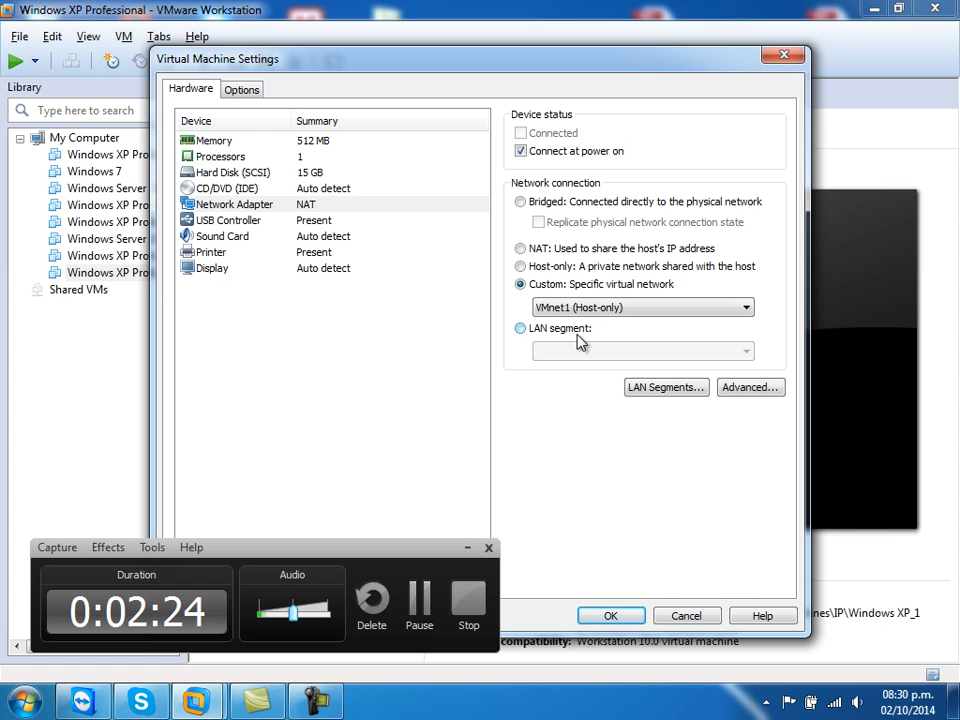 Windows XP Professional - VMware Workstation
File Edit View VM Tabs Help
Library
Type here to search
My Computer
Windows XP Pro
Windows 7
Windows Server
Windows XP Pro
Windows XP Pro
Windows Server
Windows XP Pro
Windows XP Pro
Shared VMs
Virtual Machine Settings
Hardware Options
Device Summary
Memory 512 MB
Processors 1
Hard Disk (SCSI) 15 GB
CD/DVD (IDE) Auto detect
Network Adapter NAT
USB Controller Present
Sound Card Auto detect
Printer Present
Display Auto detect
Device status
Connected
Connect at power on
Network connection
Bridged: Connected directly to the physical network
Replicate physical network connection state
NAT: Used to share the host's IP address
Host-only: A private network shared with the host
Custom: Specific virtual network
VMnet1 (Host-only)
LAN segment:
LAN Segments... Advanced...
OK Cancel Help
nes\IP\Windows XP_1
ompatibility: Workstation 10.0 virtual machine
Capture Effects Tools Help
Duration
0:02:24
Audio
Delete Pause Stop
08:30 p.m.
02/10/2014